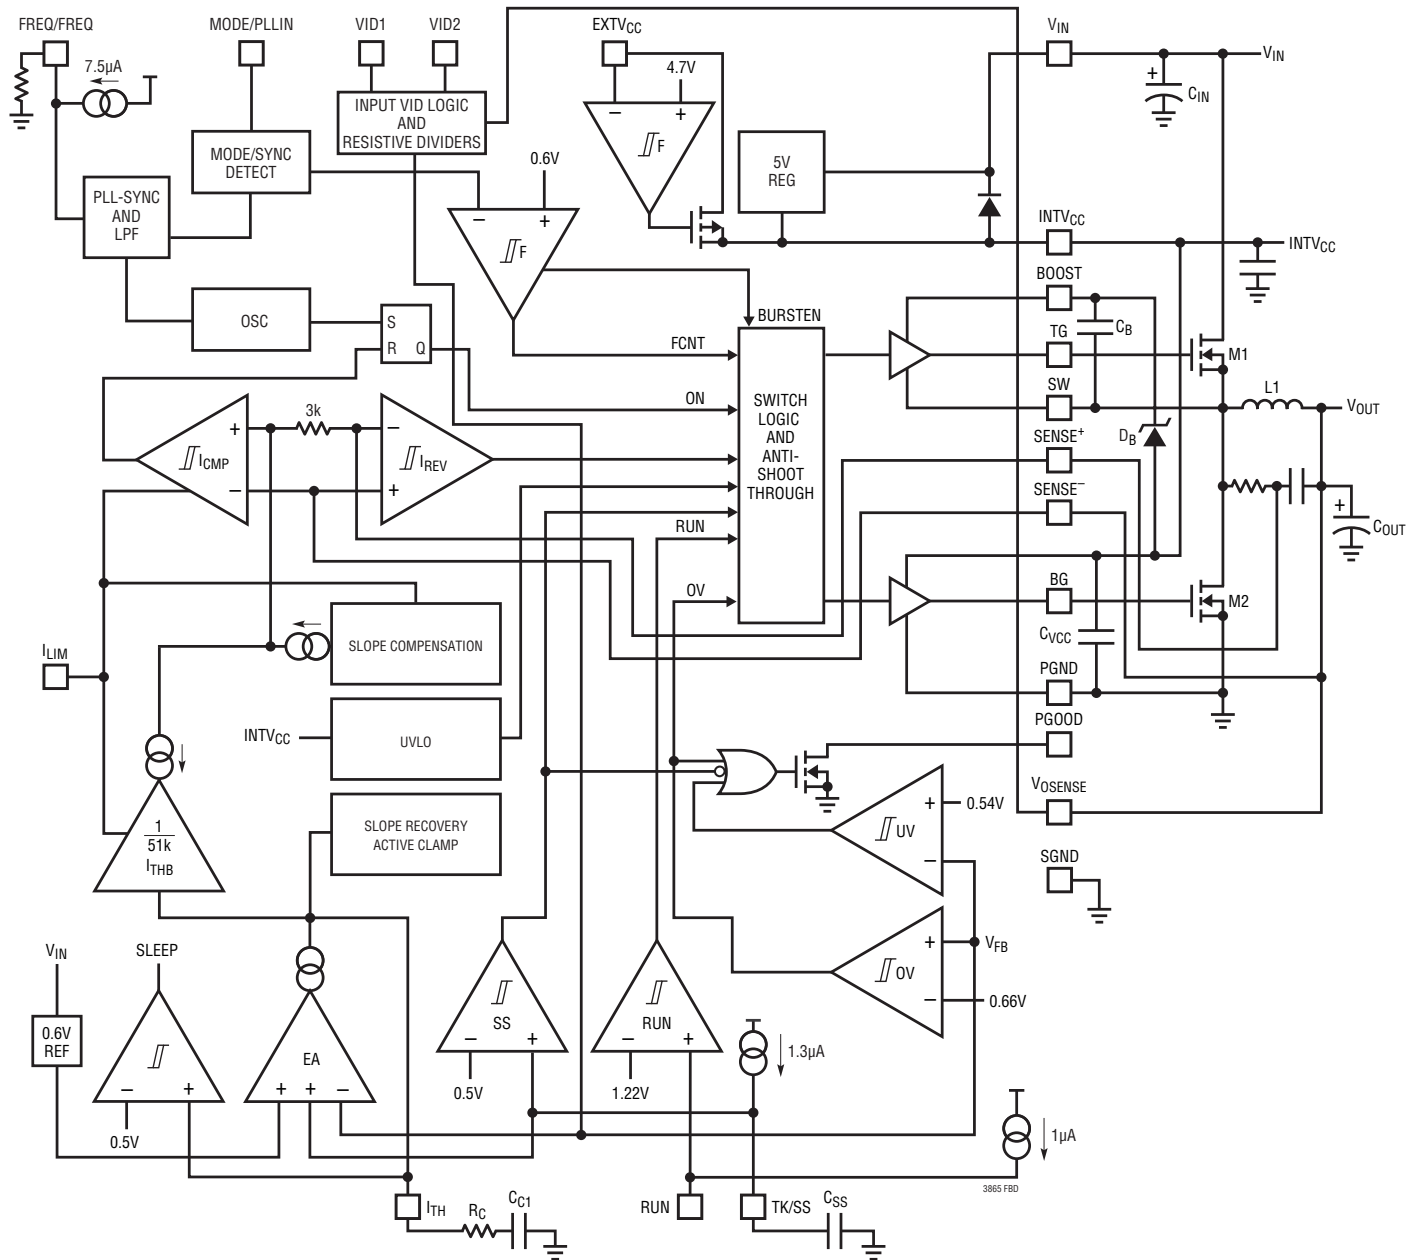 FREQ/FREQ
MODE/PLLIN
VID1
VID2
EXTVCC
VIN
7.5µA
4.7V
VIN
+
CIN
INPUT VID LOGIC
AND
RESISTIVE DIVIDERS
−
+
F
MODE/SYNC
DETECT
0.6V
5V
REG
PLL-SYNC
AND
LPF
−
+
F
INTVCC
INTVCC
BOOST
OSC
S
R
Q
BURSTEN
FCNT
TG
CB
M1
SW
L1
VOUT
3k
ON
SWITCH
LOGIC
AND
ANTI-
SHOOT
THROUGH
+
−
ICMP
−
+
IREV
SENSE+
DB
SENSE−
RUN
+
COUT
OV
BG
M2
CVCC
SLOPE COMPENSATION
ILIM
PGND
PGOOD
INTVCC
UVLO
VOSENSE
+
0.54V
UV
−
1
51k
ITHB
SLOPE RECOVERY
ACTIVE CLAMP
SGND
VIN
SLEEP
+
VFB
OV
−
0.66V
0.6V
REF
−
+
0.5V
EA
+
+
−
SS
−
+
0.5V
RUN
−
+
1.22V
1.3µA
1µA
3865 FBD
ITH
RC
CC1
RUN
TK/SS
CSS